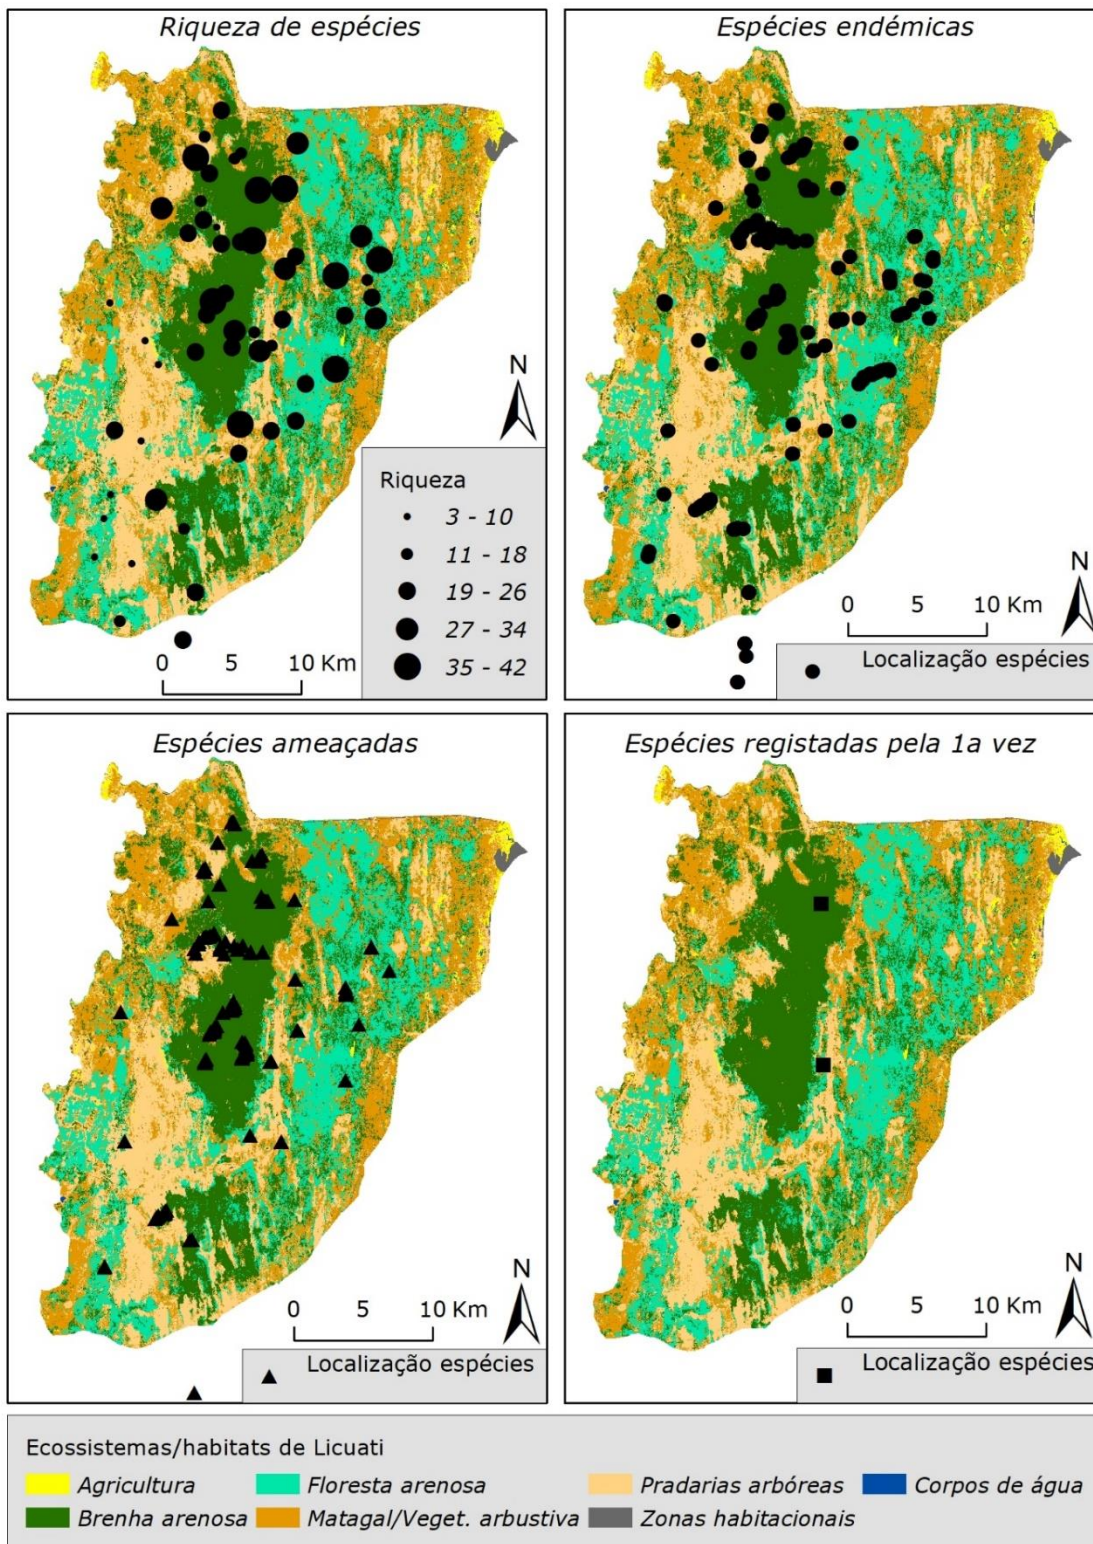 Riqueza de espécies
N
Riqueza
3 - 10
11 - 18
19 - 26
27 - 34
35 - 42
0 5 10 Km
Espécies endémicas
N
0 5 10 Km
Localização espécies
Espécies ameaçadas
N
0 5 10 Km
Localização espécies
Espécies registadas pela 1a vez
N
0 5 10 Km
Localização espécies
Ecossistemas/habitats de Licuati
Agricultura Floresta arenosa Pradarias arbóreas Corpos de água
Brenha arenosa Matagal/Veget. arbustiva Zonas habitacionais